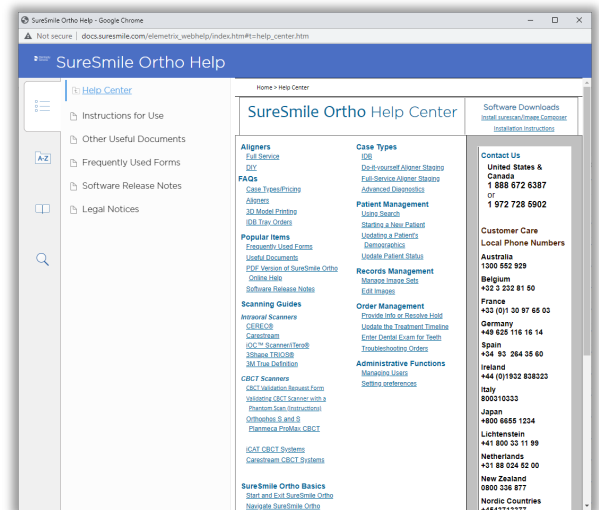 SureSmile Ortho Help - Google Chrome
Not secure | docs.suresmile.com/elemetrix_webhelp/index.htm#t=help_center.htm
SureSmile Ortho Help
Help Center
Instructions for Use
Other Useful Documents
A-Z
Frequently Used Forms
Software Release Notes
Legal Notices
Home > Help Center
SureSmile Ortho Help Center
Software Downloads
Install surescan/Image Composer
Installation Instructions
Aligners
Full Service
DIY
FAQs
Case Types/Pricing
Aligners
3D Model Printing
IDB Tray Orders
Popular Items
Frequently Used Forms
Useful Documents
PDF Version of SureSmile Ortho
Online Help
Software Release Notes
Scanning Guides
Intraoral Scanners
CEREC®
Carestream
iOC™ Scanner/iTero®
3Shape TRIOS®
3M True Definition
CBCT Scanners
CBCT Validation Request Form
Validating CBCT Scanner with a
Phantom Scan (Instructions)
Orthophos S and S
Planmeca ProMax CBCT
iCAT CBCT Systems
Carestream CBCT Systems
SureSmile Ortho Basics
Start and Exit SureSmile Ortho
Navigate SureSmile Ortho
Case Types
IDB
Do-it-yourself Aligner Staging
Full-Service Aligner Staging
Advanced Diagnostics
Patient Management
Using Search
Starting a New Patient
Updating a Patient's
Demographics
Update Patient Status
Records Management
Manage Image Sets
Edit Images
Order Management
Provide Info or Resolve Hold
Update the Treatment Timeline
Enter Dental Exam for Teeth
Troubleshooting Orders
Administrative Functions
Managing Users
Setting preferences
Contact Us
United States &
Canada
1 888 672 6387
or
1 972 728 5902
Customer Care
Local Phone Numbers
Australia
1300 552 929
Belgium
+32 3 232 81 50
France
+33 (0)1 30 97 65 03
Germany
+49 625 116 16 14
Spain
+34 93 264 35 60
Ireland
+44 (0)1932 838323
Italy
800310333
Japan
+800 6655 1234
Lichtenstein
+41 800 33 11 99
Netherlands
+31 88 024 52 00
New Zealand
0800 336 877
Nordic Countries